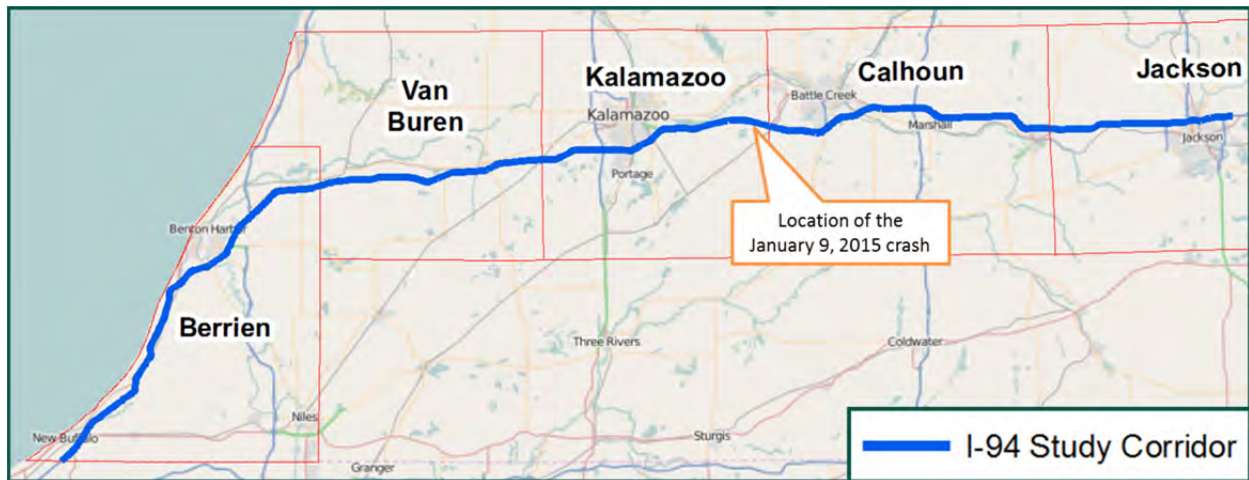 Van
Buren
Kalamazoo
Calhoun
Jackson
Kalamazoo
Battle Creek
Marshall
Jackson
Portage
Location of the
January 9, 2015 crash
Benton Harbor
Berrien
Three Rivers
Coldwater
Niles
New Buffalo
Sturgis
Granger
I-94 Study Corridor